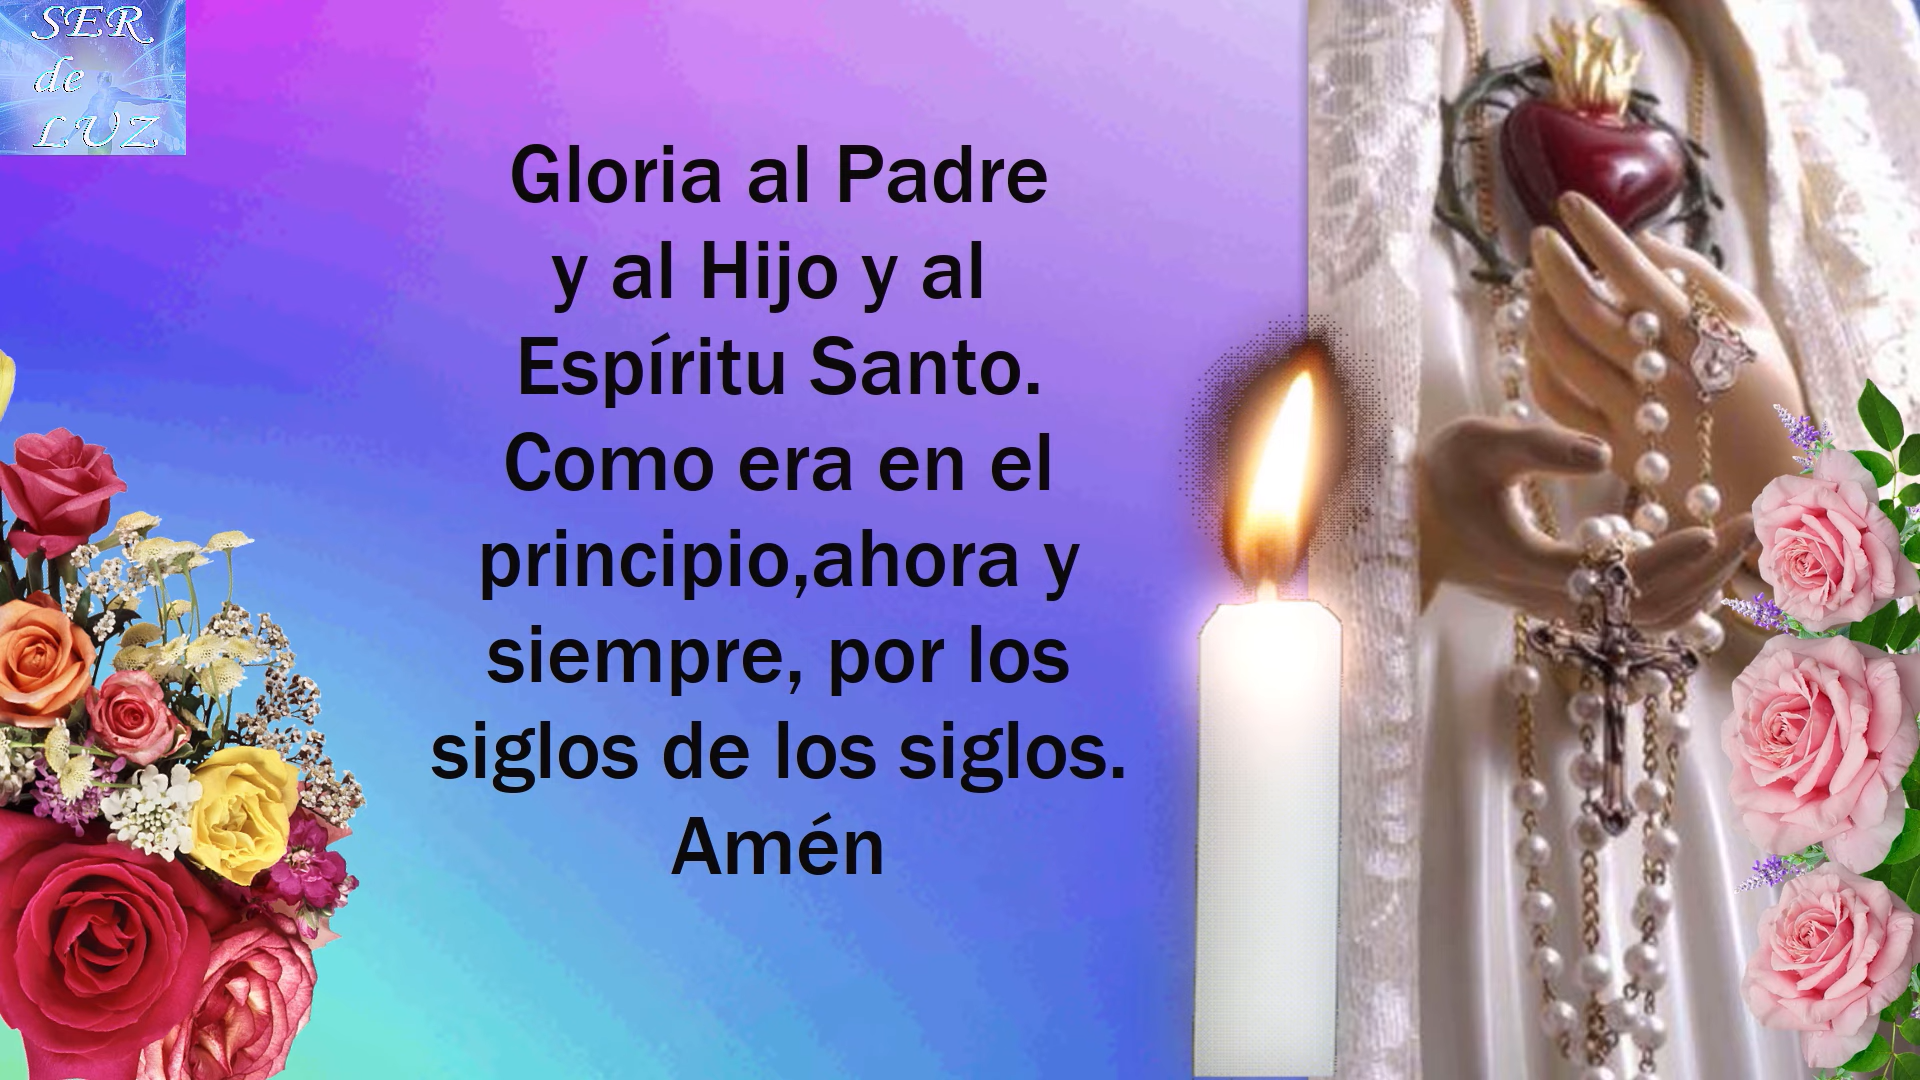 SER
de
LUZ
Gloria al Padre
y al Hijo y al
Espíritu Santo.
Como era en el
principio,ahora y
siempre, por los
siglos de los siglos.
Amén